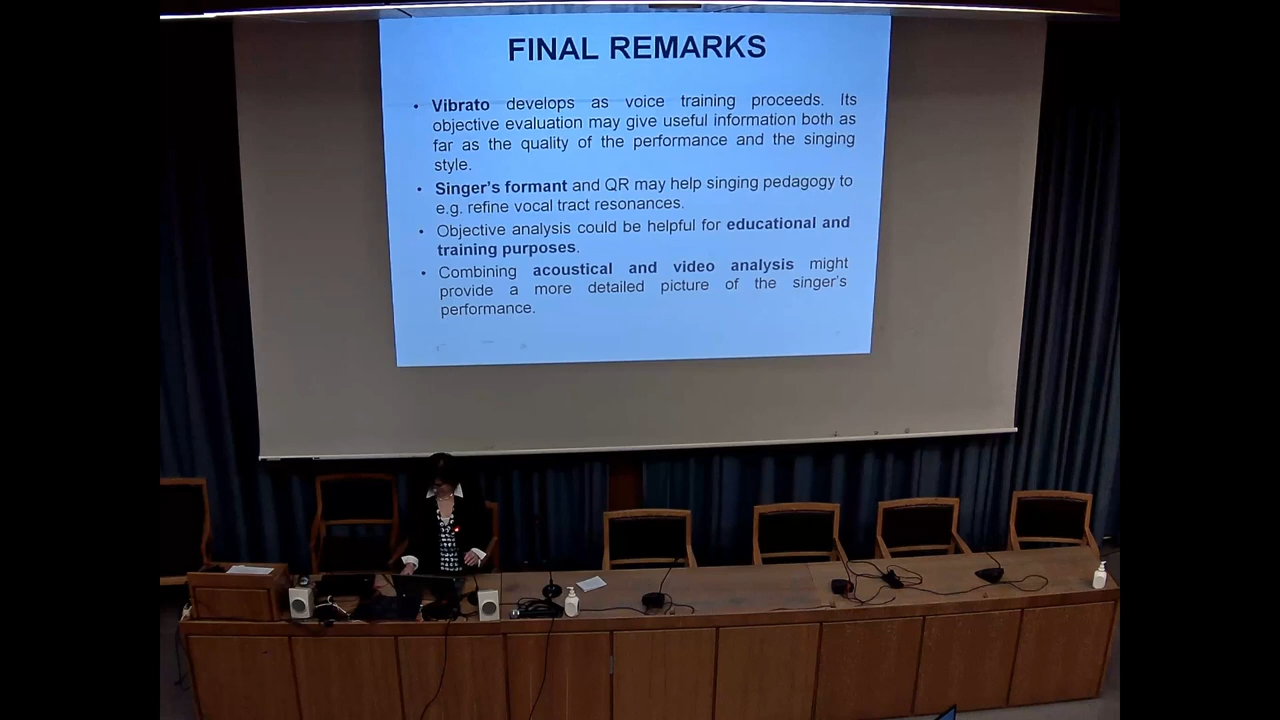 FINAL REMARKS
• Vibrato develops as voice training proceeds. Its
objective evaluation may give useful information both as
far as the quality of the performance and the singing
style.
• Singer's formant and QR may help singing pedagogy to
e.g. refine vocal tract resonances.
• Objective analysis could be helpful for educational and
training purposes.
• Combining acoustical and video analysis might
provide a more detailed picture of the singer's
performance.